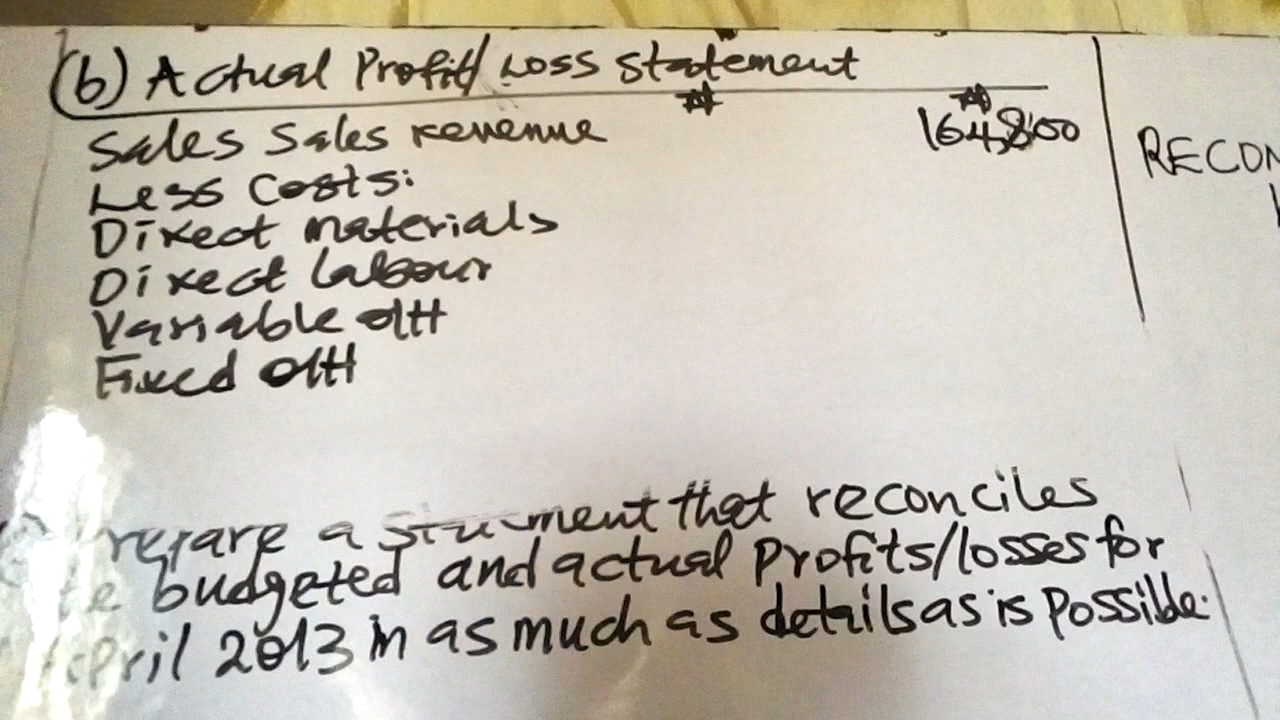 (b) Actual Profit/Loss Statement
₦ ₦
Sales Sales revenue 164,800
Less Costs:
Direct materials
Direct labour
Variable OH
Fixed OH
RECON
Prepare a statement that reconciles
budgeted and actual Profits/losses for
April 2013 in as much as details as is possible.